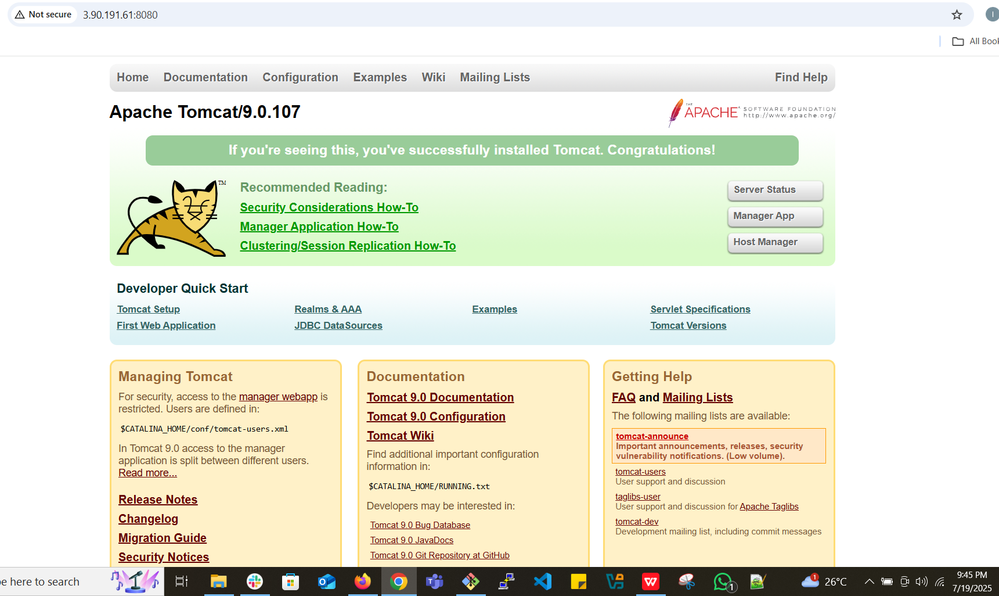 Not secure 3.90.191.61:8080
All Book
Home Documentation Configuration Examples Wiki Mailing Lists Find Help
Apache Tomcat/9.0.107
THE APACHE SOFTWARE FOUNDATION
http://www.apache.org/
If you're seeing this, you've successfully installed Tomcat. Congratulations!
TM
Recommended Reading:
Security Considerations How-To
Manager Application How-To
Clustering/Session Replication How-To
Server Status
Manager App
Host Manager
Developer Quick Start
Tomcat Setup
First Web Application
Realms & AAA
JDBC DataSources
Examples
Servlet Specifications
Tomcat Versions
Managing Tomcat
For security, access to the manager webapp is
restricted. Users are defined in:
$CATALINA_HOME/conf/tomcat-users.xml
In Tomcat 9.0 access to the manager
application is split between different users.
Read more...
Release Notes
Changelog
Migration Guide
Security Notices
Documentation
Tomcat 9.0 Documentation
Tomcat 9.0 Configuration
Tomcat Wiki
Find additional important configuration
information in:
$CATALINA_HOME/RUNNING.txt
Developers may be interested in:
Tomcat 9.0 Bug Database
Tomcat 9.0 JavaDocs
Tomcat 9.0 Git Repository at GitHub
Getting Help
FAQ and Mailing Lists
The following mailing lists are available:
tomcat-announce
Important announcements, releases, security
vulnerability notifications. (Low volume).
tomcat-users
User support and discussion
taglibs-user
User support and discussion for Apache Taglibs
tomcat-dev
Development mailing list, including commit messages
e here to search
1
1
26°C
9:45 PM
7/19/2025